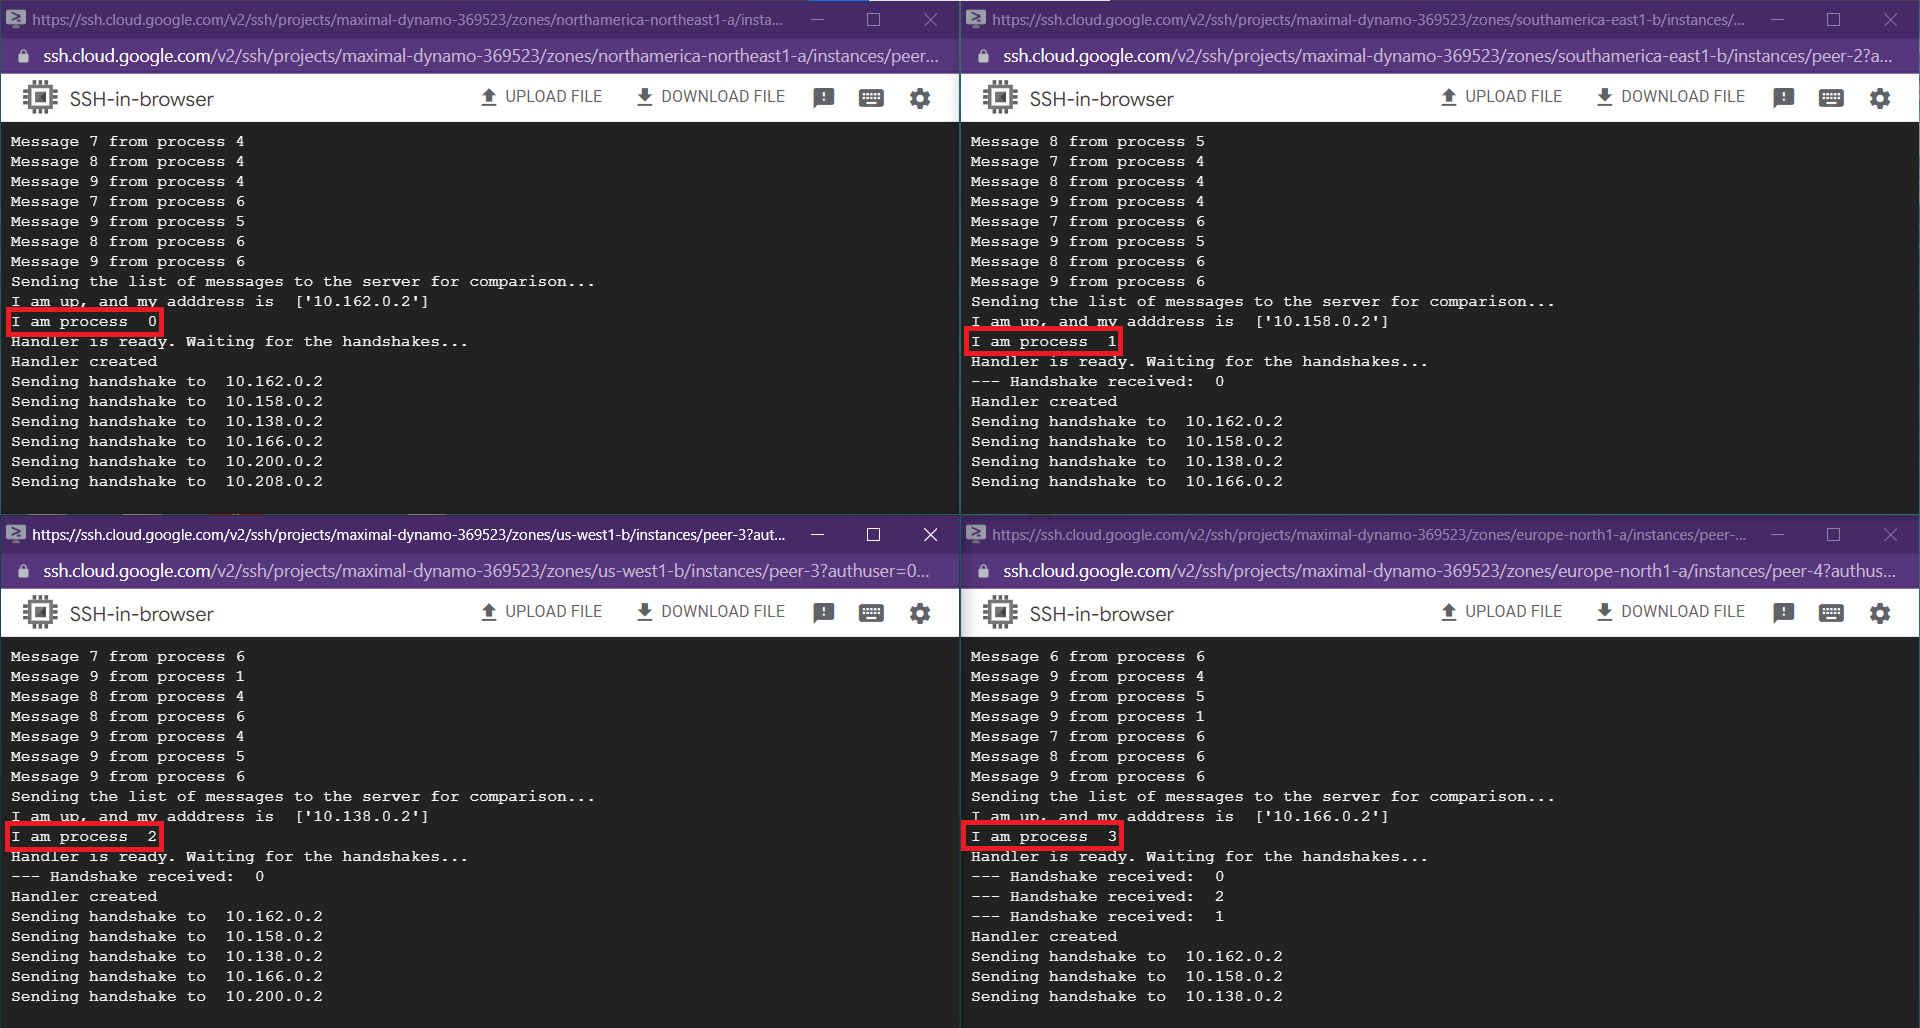 https://ssh.cloud.google.com/v2/ssh/projects/maximal-dynamo-369523/zones/northamerica-northeast1-a/insta...
ssh.cloud.google.com/v2/ssh/projects/maximal-dynamo-369523/zones/northamerica-northeast1-a/instances/peer...
SSH-in-browser UPLOAD FILE DOWNLOAD FILE
Message 7 from process 4
Message 8 from process 4
Message 9 from process 4
Message 7 from process 6
Message 9 from process 5
Message 8 from process 6
Message 9 from process 6
Sending the list of messages to the server for comparison...
I am up, and my adddress is  ['10.162.0.2']
I am process  0
Handler is ready. Waiting for the handshakes...
Handler created
Sending handshake to  10.162.0.2
Sending handshake to  10.158.0.2
Sending handshake to  10.138.0.2
Sending handshake to  10.166.0.2
Sending handshake to  10.200.0.2
Sending handshake to  10.208.0.2
https://ssh.cloud.google.com/v2/ssh/projects/maximal-dynamo-369523/zones/southamerica-east1-b/instances/...
ssh.cloud.google.com/v2/ssh/projects/maximal-dynamo-369523/zones/southamerica-east1-b/instances/peer-2?a...
SSH-in-browser UPLOAD FILE DOWNLOAD FILE
Message 8 from process 5
Message 7 from process 4
Message 8 from process 4
Message 9 from process 4
Message 7 from process 6
Message 9 from process 5
Message 8 from process 6
Message 9 from process 6
Sending the list of messages to the server for comparison...
I am up, and my adddress is  ['10.158.0.2']
I am process  1
Handler is ready. Waiting for the handshakes...
--- Handshake received:  0
Handler created
Sending handshake to  10.162.0.2
Sending handshake to  10.158.0.2
Sending handshake to  10.138.0.2
Sending handshake to  10.166.0.2
https://ssh.cloud.google.com/v2/ssh/projects/maximal-dynamo-369523/zones/us-west1-b/instances/peer-3?aut...
ssh.cloud.google.com/v2/ssh/projects/maximal-dynamo-369523/zones/us-west1-b/instances/peer-3?authuser=0...
SSH-in-browser UPLOAD FILE DOWNLOAD FILE
Message 7 from process 6
Message 9 from process 1
Message 8 from process 4
Message 8 from process 6
Message 9 from process 4
Message 9 from process 5
Message 9 from process 6
Sending the list of messages to the server for comparison...
I am up, and my adddress is  ['10.138.0.2']
I am process  2
Handler is ready. Waiting for the handshakes...
--- Handshake received:  0
Handler created
Sending handshake to  10.162.0.2
Sending handshake to  10.158.0.2
Sending handshake to  10.138.0.2
Sending handshake to  10.166.0.2
Sending handshake to  10.200.0.2
https://ssh.cloud.google.com/v2/ssh/projects/maximal-dynamo-369523/zones/europe-north1-a/instances/peer-...
ssh.cloud.google.com/v2/ssh/projects/maximal-dynamo-369523/zones/europe-north1-a/instances/peer-4?authus...
SSH-in-browser UPLOAD FILE DOWNLOAD FILE
Message 6 from process 6
Message 9 from process 4
Message 9 from process 5
Message 9 from process 1
Message 7 from process 6
Message 8 from process 6
Message 9 from process 6
Sending the list of messages to the server for comparison...
I am up, and my adddress is  ['10.166.0.2']
I am process  3
Handler is ready. Waiting for the handshakes...
--- Handshake received:  0
--- Handshake received:  2
--- Handshake received:  1
Handler created
Sending handshake to  10.162.0.2
Sending handshake to  10.158.0.2
Sending handshake to  10.138.0.2